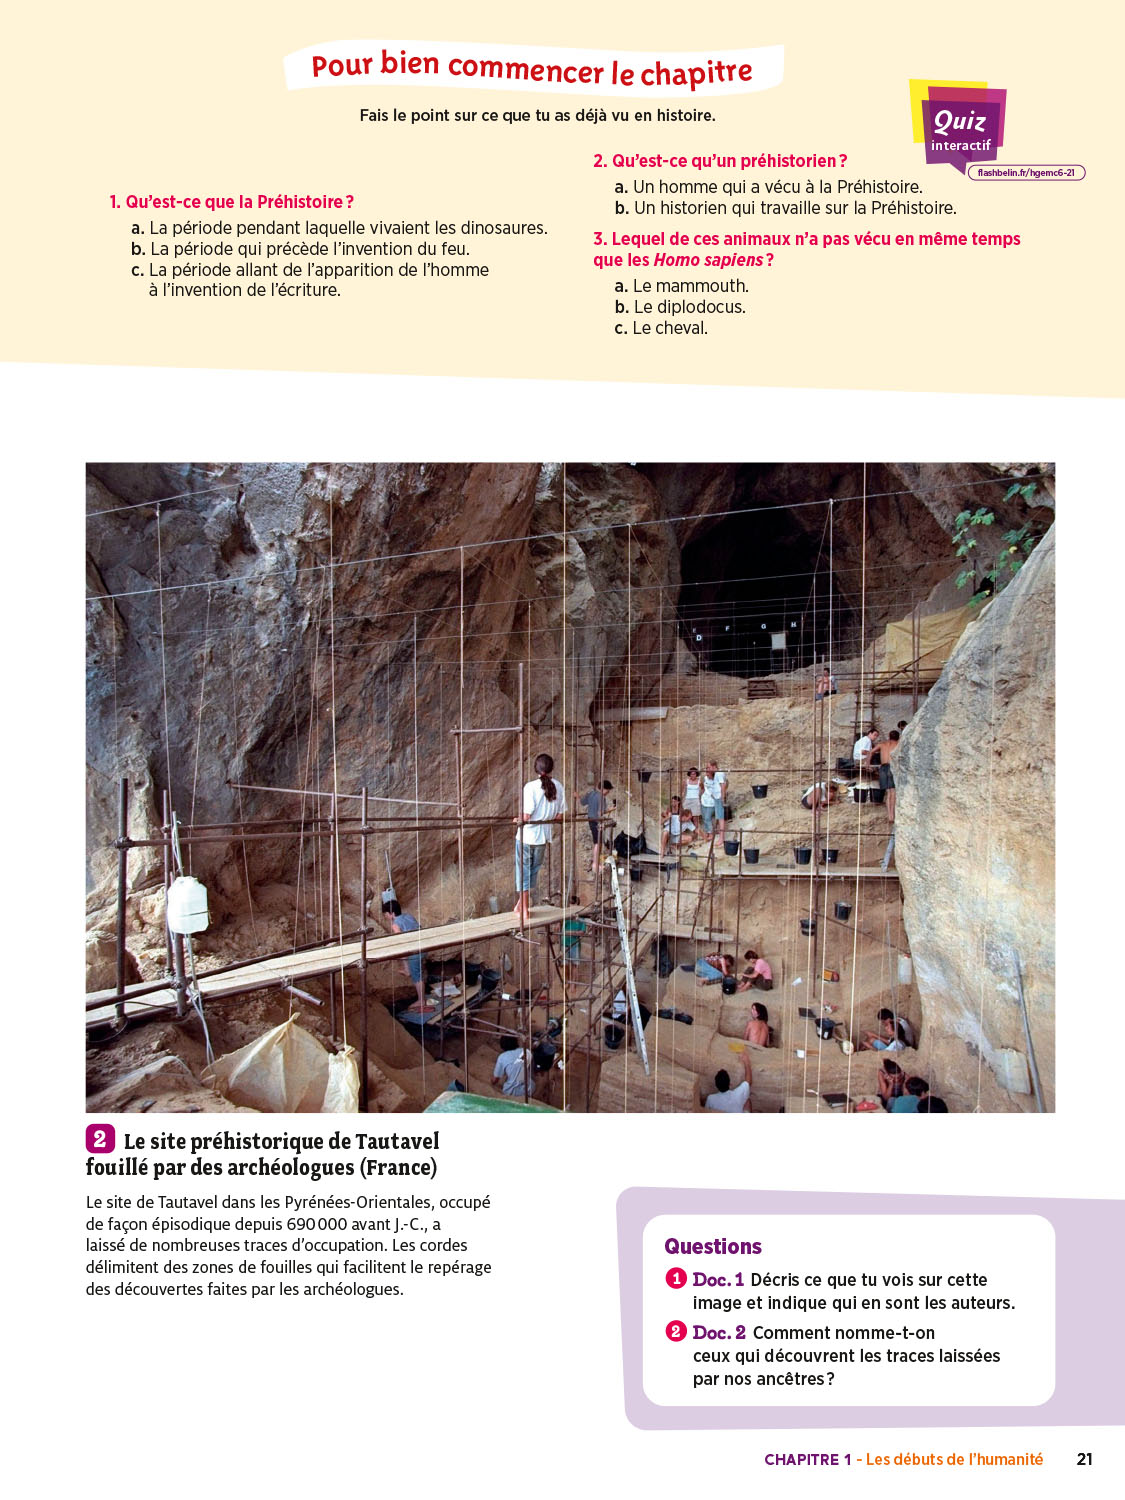 Pour bien commencer le chapitre
Fais le point sur ce que tu as déjà vu en histoire.
Quiz
interactif
flashbelin.fr/hgemc6-21
1. Qu'est-ce que la Préhistoire ?
a. La période pendant laquelle vivaient les dinosaures.
b. La période qui précède l'invention du feu.
c. La période allant de l'apparition de l'homme
à l'invention de l'écriture.
2. Qu'est-ce qu'un préhistorien ?
a. Un homme qui a vécu à la Préhistoire.
b. Un historien qui travaille sur la Préhistoire.
3. Lequel de ces animaux n'a pas vécu en même temps
que les Homo sapiens ?
a. Le mammouth.
b. Le diplodocus.
c. Le cheval.
E
D F G H
2 Le site préhistorique de Tautavel
fouillé par des archéologues (France)
Le site de Tautavel dans les Pyrénées-Orientales, occupé
de façon épisodique depuis 690 000 avant J.-C., a
laissé de nombreuses traces d'occupation. Les cordes
délimitent des zones de fouilles qui facilitent le repérage
des découvertes faites par les archéologues.
Questions
1 Doc. 1 Décris ce que tu vois sur cette
image et indique qui en sont les auteurs.
2 Doc. 2 Comment nomme-t-on
ceux qui découvrent les traces laissées
par nos ancêtres ?
CHAPITRE 1 - Les débuts de l'humanité 21